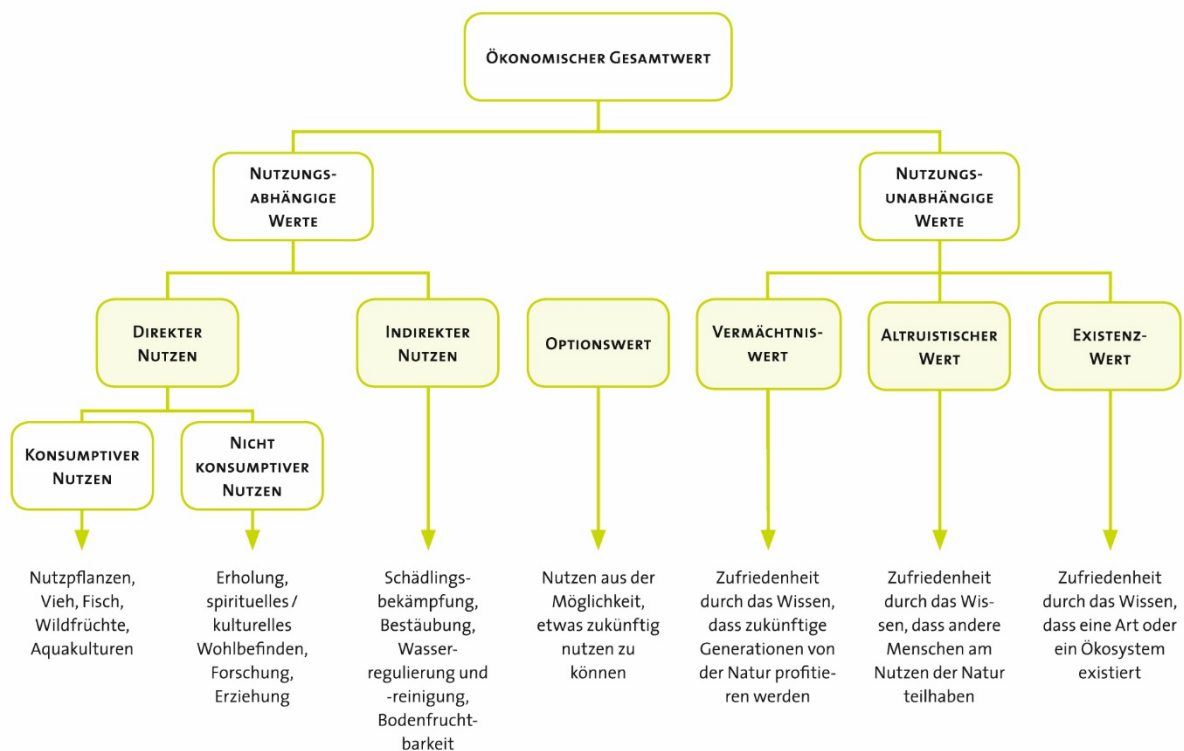 Ökonomischer Gesamtwert
Nutzungs-
abhängige
Werte
Nutzungs-
unabhängige
Werte
Direkter
Nutzen
Indirekter
Nutzen
Optionswert
Vermächtnis-
wert
Altruistischer
Wert
Existenz-
wert
Konsumptiver
Nutzen
Nicht
konsumptiver
Nutzen
Nutzpflanzen,
Vieh, Fisch,
Wildfrüchte,
Aquakulturen
Erholung,
spirituelles /
kulturelles
Wohlbefinden,
Forschung,
Erziehung
Schädlings-
bekämpfung,
Bestäubung,
Wasser-
regulierung und
-reinigung,
Bodenfrucht-
barkeit
Nutzen aus der
Möglichkeit,
etwas zukünftig
nutzen zu
können
Zufriedenheit
durch das Wissen,
dass zukünftige
Generationen von
der Natur profitie-
ren werden
Zufriedenheit
durch das Wis-
sen, dass andere
Menschen am
Nutzen der Natur
teilhaben
Zufriedenheit
durch das Wissen,
dass eine Art oder
ein Ökosystem
existiert